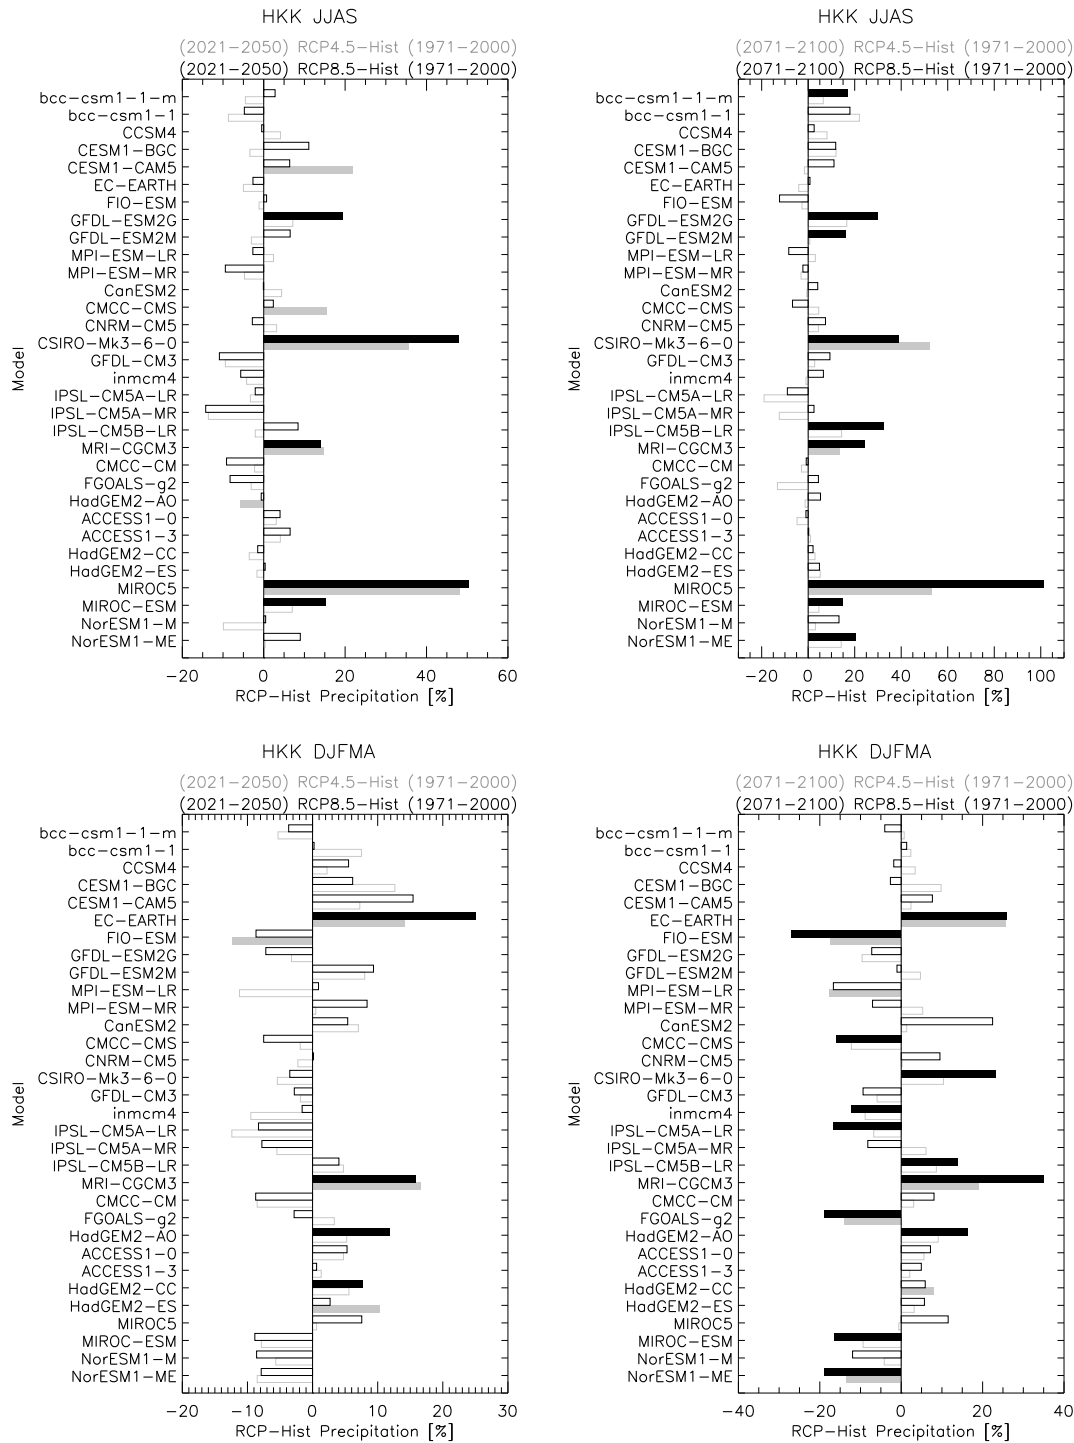 HKK JJAS
(2021-2050) RCP4.5-Hist (1971-2000)
(2021-2050) RCP8.5-Hist (1971-2000)
bcc-csm1-1-m
bcc-csm1-1
CCSM4
CESM1-BGC
CESM1-CAM5
EC-EARTH
FIO-ESM
GFDL-ESM2G
GFDL-ESM2M
MPI-ESM-LR
MPI-ESM-MR
CanESM2
CMCC-CMS
CNRM-CM5
CSIRO-Mk3-6-0
GFDL-CM3
inmcm4
IPSL-CM5A-LR
IPSL-CM5A-MR
IPSL-CM5B-LR
MRI-CGCM3
CMCC-CM
FGOALS-g2
HadGEM2-AO
ACCESS1-0
ACCESS1-3
HadGEM2-CC
HadGEM2-ES
MIROC5
MIROC-ESM
NorESM1-M
NorESM1-ME
Model
-20 0 20 40 60
RCP-Hist Precipitation [%]
HKK JJAS
(2071-2100) RCP4.5-Hist (1971-2000)
(2071-2100) RCP8.5-Hist (1971-2000)
bcc-csm1-1-m
bcc-csm1-1
CCSM4
CESM1-BGC
CESM1-CAM5
EC-EARTH
FIO-ESM
GFDL-ESM2G
GFDL-ESM2M
MPI-ESM-LR
MPI-ESM-MR
CanESM2
CMCC-CMS
CNRM-CM5
CSIRO-Mk3-6-0
GFDL-CM3
inmcm4
IPSL-CM5A-LR
IPSL-CM5A-MR
IPSL-CM5B-LR
MRI-CGCM3
CMCC-CM
FGOALS-g2
HadGEM2-AO
ACCESS1-0
ACCESS1-3
HadGEM2-CC
HadGEM2-ES
MIROC5
MIROC-ESM
NorESM1-M
NorESM1-ME
Model
-20 0 20 40 60 80 100
RCP-Hist Precipitation [%]
HKK DJFMA
(2021-2050) RCP4.5-Hist (1971-2000)
(2021-2050) RCP8.5-Hist (1971-2000)
bcc-csm1-1-m
bcc-csm1-1
CCSM4
CESM1-BGC
CESM1-CAM5
EC-EARTH
FIO-ESM
GFDL-ESM2G
GFDL-ESM2M
MPI-ESM-LR
MPI-ESM-MR
CanESM2
CMCC-CMS
CNRM-CM5
CSIRO-Mk3-6-0
GFDL-CM3
inmcm4
IPSL-CM5A-LR
IPSL-CM5A-MR
IPSL-CM5B-LR
MRI-CGCM3
CMCC-CM
FGOALS-g2
HadGEM2-AO
ACCESS1-0
ACCESS1-3
HadGEM2-CC
HadGEM2-ES
MIROC5
MIROC-ESM
NorESM1-M
NorESM1-ME
Model
-20 -10 0 10 20 30
RCP-Hist Precipitation [%]
HKK DJFMA
(2071-2100) RCP4.5-Hist (1971-2000)
(2071-2100) RCP8.5-Hist (1971-2000)
bcc-csm1-1-m
bcc-csm1-1
CCSM4
CESM1-BGC
CESM1-CAM5
EC-EARTH
FIO-ESM
GFDL-ESM2G
GFDL-ESM2M
MPI-ESM-LR
MPI-ESM-MR
CanESM2
CMCC-CMS
CNRM-CM5
CSIRO-Mk3-6-0
GFDL-CM3
inmcm4
IPSL-CM5A-LR
IPSL-CM5A-MR
IPSL-CM5B-LR
MRI-CGCM3
CMCC-CM
FGOALS-g2
HadGEM2-AO
ACCESS1-0
ACCESS1-3
HadGEM2-CC
HadGEM2-ES
MIROC5
MIROC-ESM
NorESM1-M
NorESM1-ME
Model
-40 -20 0 20 40
RCP-Hist Precipitation [%]